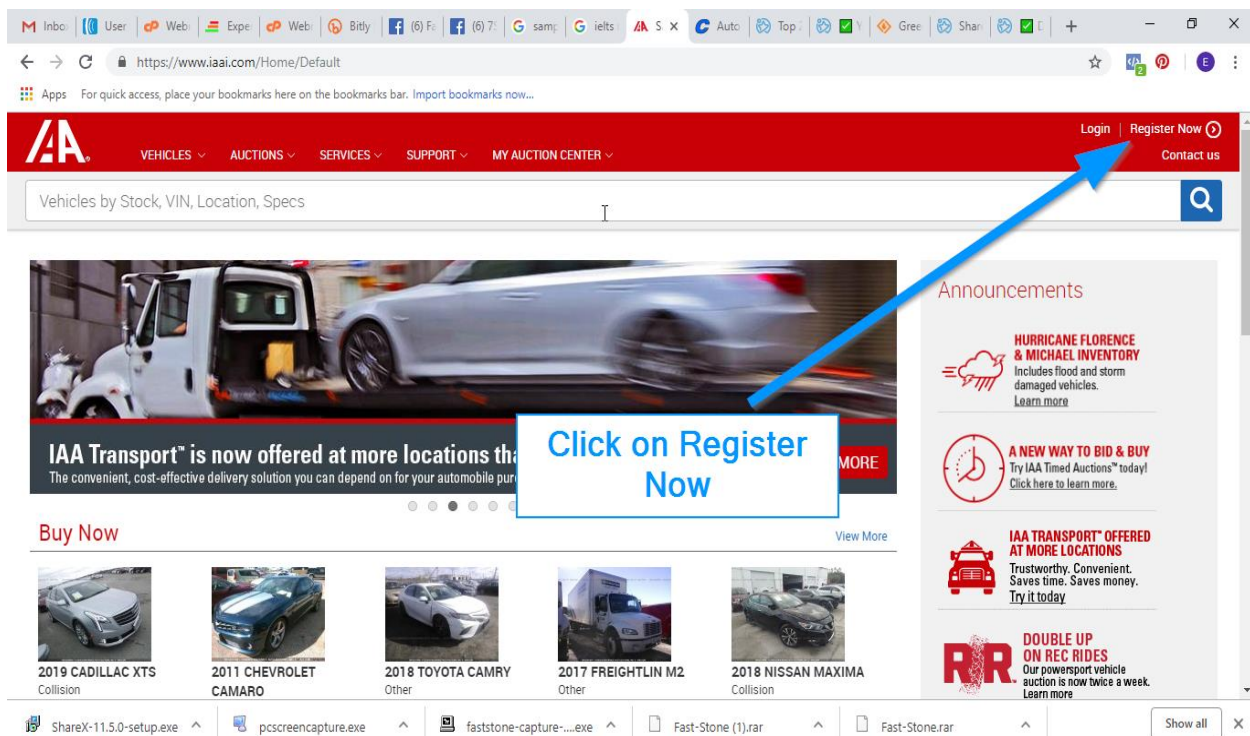 Inbo
User
Web
Expe
Web
Bitly
(6) Fa
(6) 7
samp
ielts
S
Auto
Top
Y
Gree
Shar
D
https://www.iaai.com/Home/Default
2
E
Apps For quick access, place your bookmarks here on the bookmarks bar. Import bookmarks now...
Login | Register Now
IAA
VEHICLES AUCTIONS SERVICES SUPPORT MY AUCTION CENTER
Contact us
Vehicles by Stock, VIN, Location, Specs
Announcements
HURRICANE FLORENCE
& MICHAEL INVENTORY
Includes flood and storm
damaged vehicles.
Learn more
Click on Register
Now
IAA Transport™ is now offered at more locations tha
The convenient, cost-effective delivery solution you can depend on for your automobile pur
MORE
A NEW WAY TO BID & BUY
Try IAA Timed Auctions™ today!
Click here to learn more.
Buy Now
View More
IAA TRANSPORT™ OFFERED
AT MORE LOCATIONS
Trustworthy. Convenient.
Saves time. Saves money.
Try it today
2019 CADILLAC XTS
Collision
2011 CHEVROLET
CAMARO
2018 TOYOTA CAMRY
Other
2017 FREIGHTLIN M2
Other
2018 NISSAN MAXIMA
Collision
RR
DOUBLE UP
ON REC RIDES
Our powersport vehicle
auction is now twice a week.
Learn more
ShareX-11.5.0-setup.exe
pcscreencapture.exe
faststone-capture-....exe
Fast-Stone (1).rar
Fast-Stone.rar
Show all